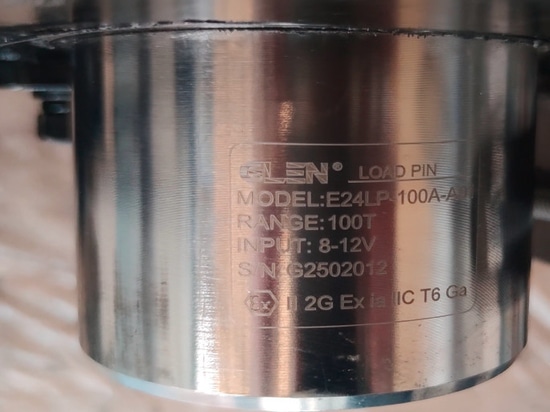 GLEN® LOAD PIN
MODEL:E24LP-100A-A
RANGE:100T
INPUT: 8-12V
S/N:G2502012
Ex II 2G Ex ia IIC T6 Ga